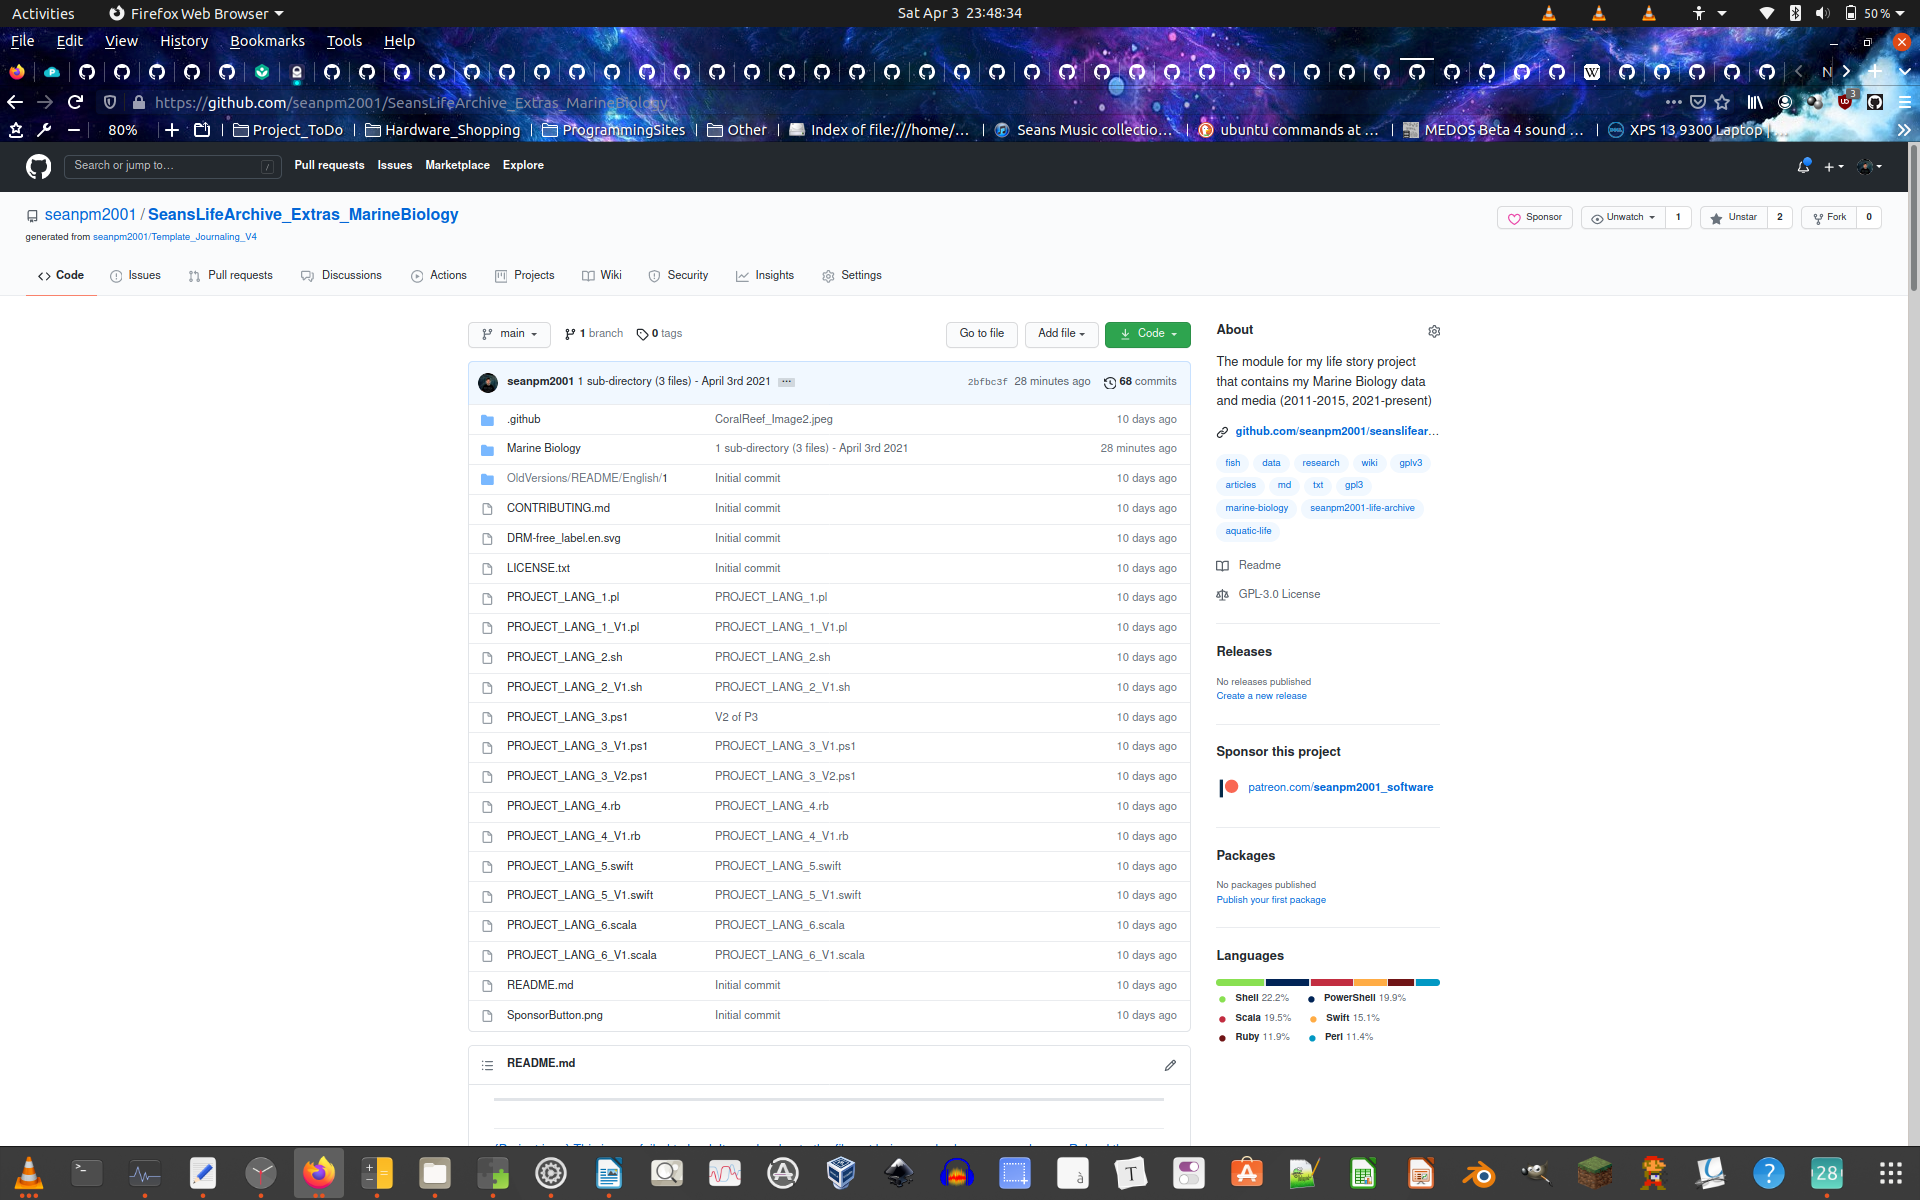 Activities Firefox Web Browser Sat Apr 3 23:48:34 50 %
File Edit View History Bookmarks Tools Help
https://github.com/seanpm2001/SeansLifeArchive_Extras_MarineBiology 3
80% Project_ToDo Hardware_Shopping ProgrammingSites Other Index of file:///home/... Seans Music collectio... ubuntu commands at ... MEDOS Beta 4 sound ... XPS 13 9300 Laptop
Search or jump to... / Pull requests Issues Marketplace Explore
seanpm2001 / SeansLifeArchive_Extras_MarineBiology Sponsor Unwatch 1 Unstar 2 Fork 0
generated from seanpm2001/Template_Journaling_V4
Code Issues Pull requests Discussions Actions Projects Wiki Security Insights Settings
main 1 branch 0 tags Go to file Add file Code
seanpm2001 1 sub-directory (3 files) - April 3rd 2021 ... 2bfbc3f 28 minutes ago 68 commits
.github CoralReef_Image2.jpeg 10 days ago
Marine Biology 1 sub-directory (3 files) - April 3rd 2021 28 minutes ago
OldVersions/README/English/1 Initial commit 10 days ago
CONTRIBUTING.md Initial commit 10 days ago
DRM-free_label.en.svg Initial commit 10 days ago
LICENSE.txt Initial commit 10 days ago
PROJECT_LANG_1.pl PROJECT_LANG_1.pl 10 days ago
PROJECT_LANG_1_V1.pl PROJECT_LANG_1_V1.pl 10 days ago
PROJECT_LANG_2.sh PROJECT_LANG_2.sh 10 days ago
PROJECT_LANG_2_V1.sh PROJECT_LANG_2_V1.sh 10 days ago
PROJECT_LANG_3.ps1 V2 of P3 10 days ago
PROJECT_LANG_3_V1.ps1 PROJECT_LANG_3_V1.ps1 10 days ago
PROJECT_LANG_3_V2.ps1 PROJECT_LANG_3_V2.ps1 10 days ago
PROJECT_LANG_4.rb PROJECT_LANG_4.rb 10 days ago
PROJECT_LANG_4_V1.rb PROJECT_LANG_4_V1.rb 10 days ago
PROJECT_LANG_5.swift PROJECT_LANG_5.swift 10 days ago
PROJECT_LANG_5_V1.swift PROJECT_LANG_5_V1.swift 10 days ago
PROJECT_LANG_6.scala PROJECT_LANG_6.scala 10 days ago
PROJECT_LANG_6_V1.scala PROJECT_LANG_6_V1.scala 10 days ago
README.md Initial commit 10 days ago
SponsorButton.png Initial commit 10 days ago
README.md
About
The module for my life story project
that contains my Marine Biology data
and media (2011-2015, 2021-present)
github.com/seanpm2001/seanslifear...
fish data research wiki gplv3
articles md txt gpl3
marine-biology seanpm2001-life-archive
aquatic-life
Readme
GPL-3.0 License
Releases
No releases published
Create a new release
Sponsor this project
patreon.com/seanpm2001_software
Packages
No packages published
Publish your first package
Languages
Shell 22.2% PowerShell 19.9%
Scala 19.5% Swift 15.1%
Ruby 11.9% Perl 11.4%
28